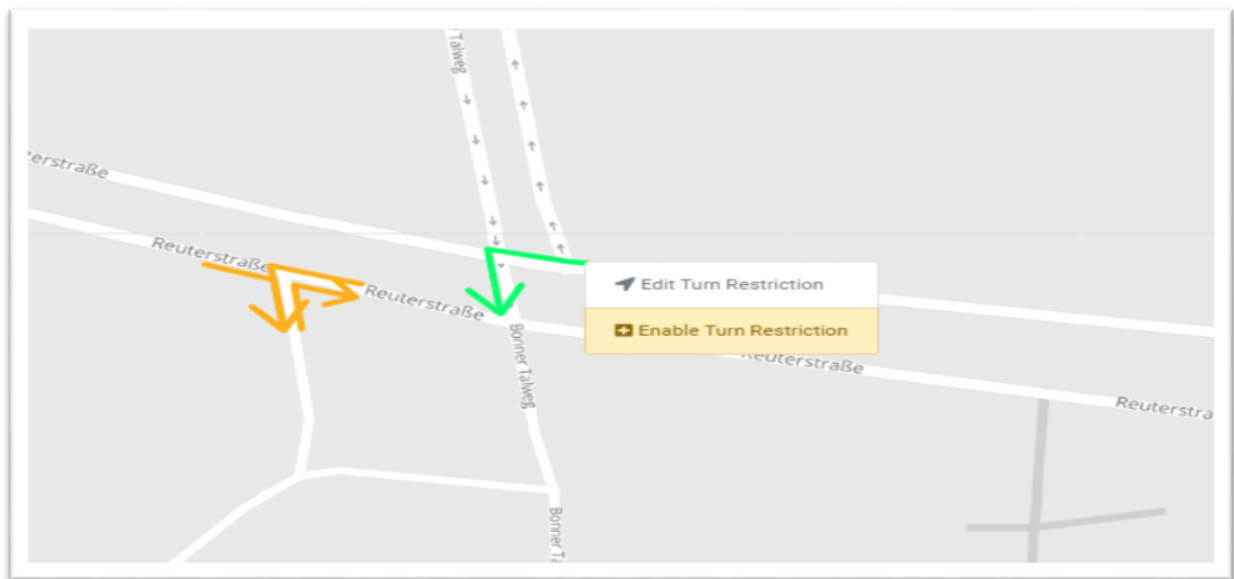 Talweg
erstraße
Reuterstraße
Edit Turn Restriction
Reuterstraße
Enable Turn Restriction
Bonner Talweg
Reuterstraße
Reuterstra
Bonner Ta